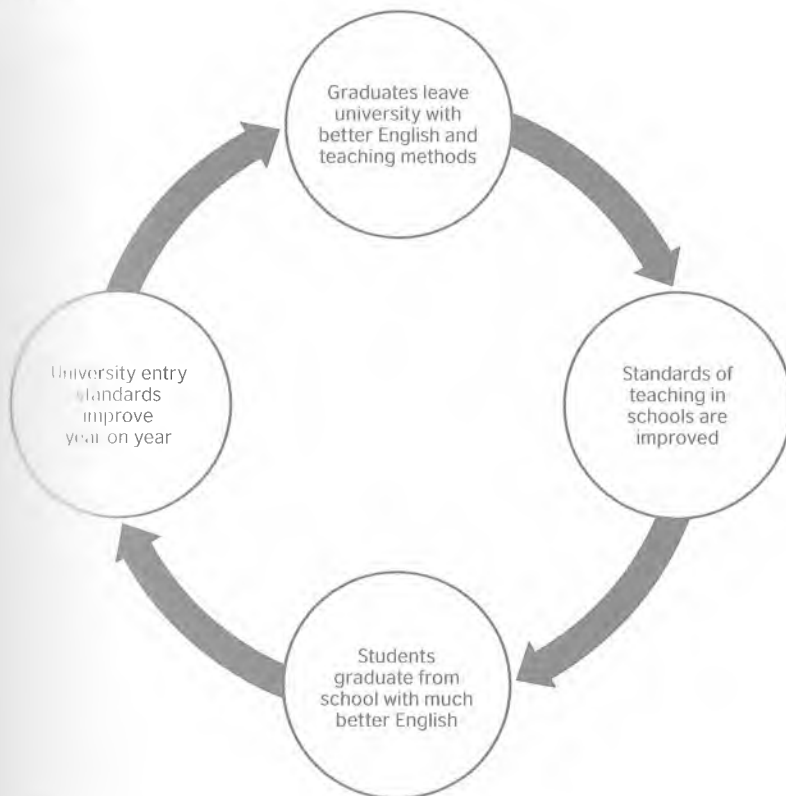 Graduates leave
university with
better English and
teaching methods
Standards of
teaching in
schools are
improved
Students
graduate from
school with much
better English
University entry
standards
improve
year on year